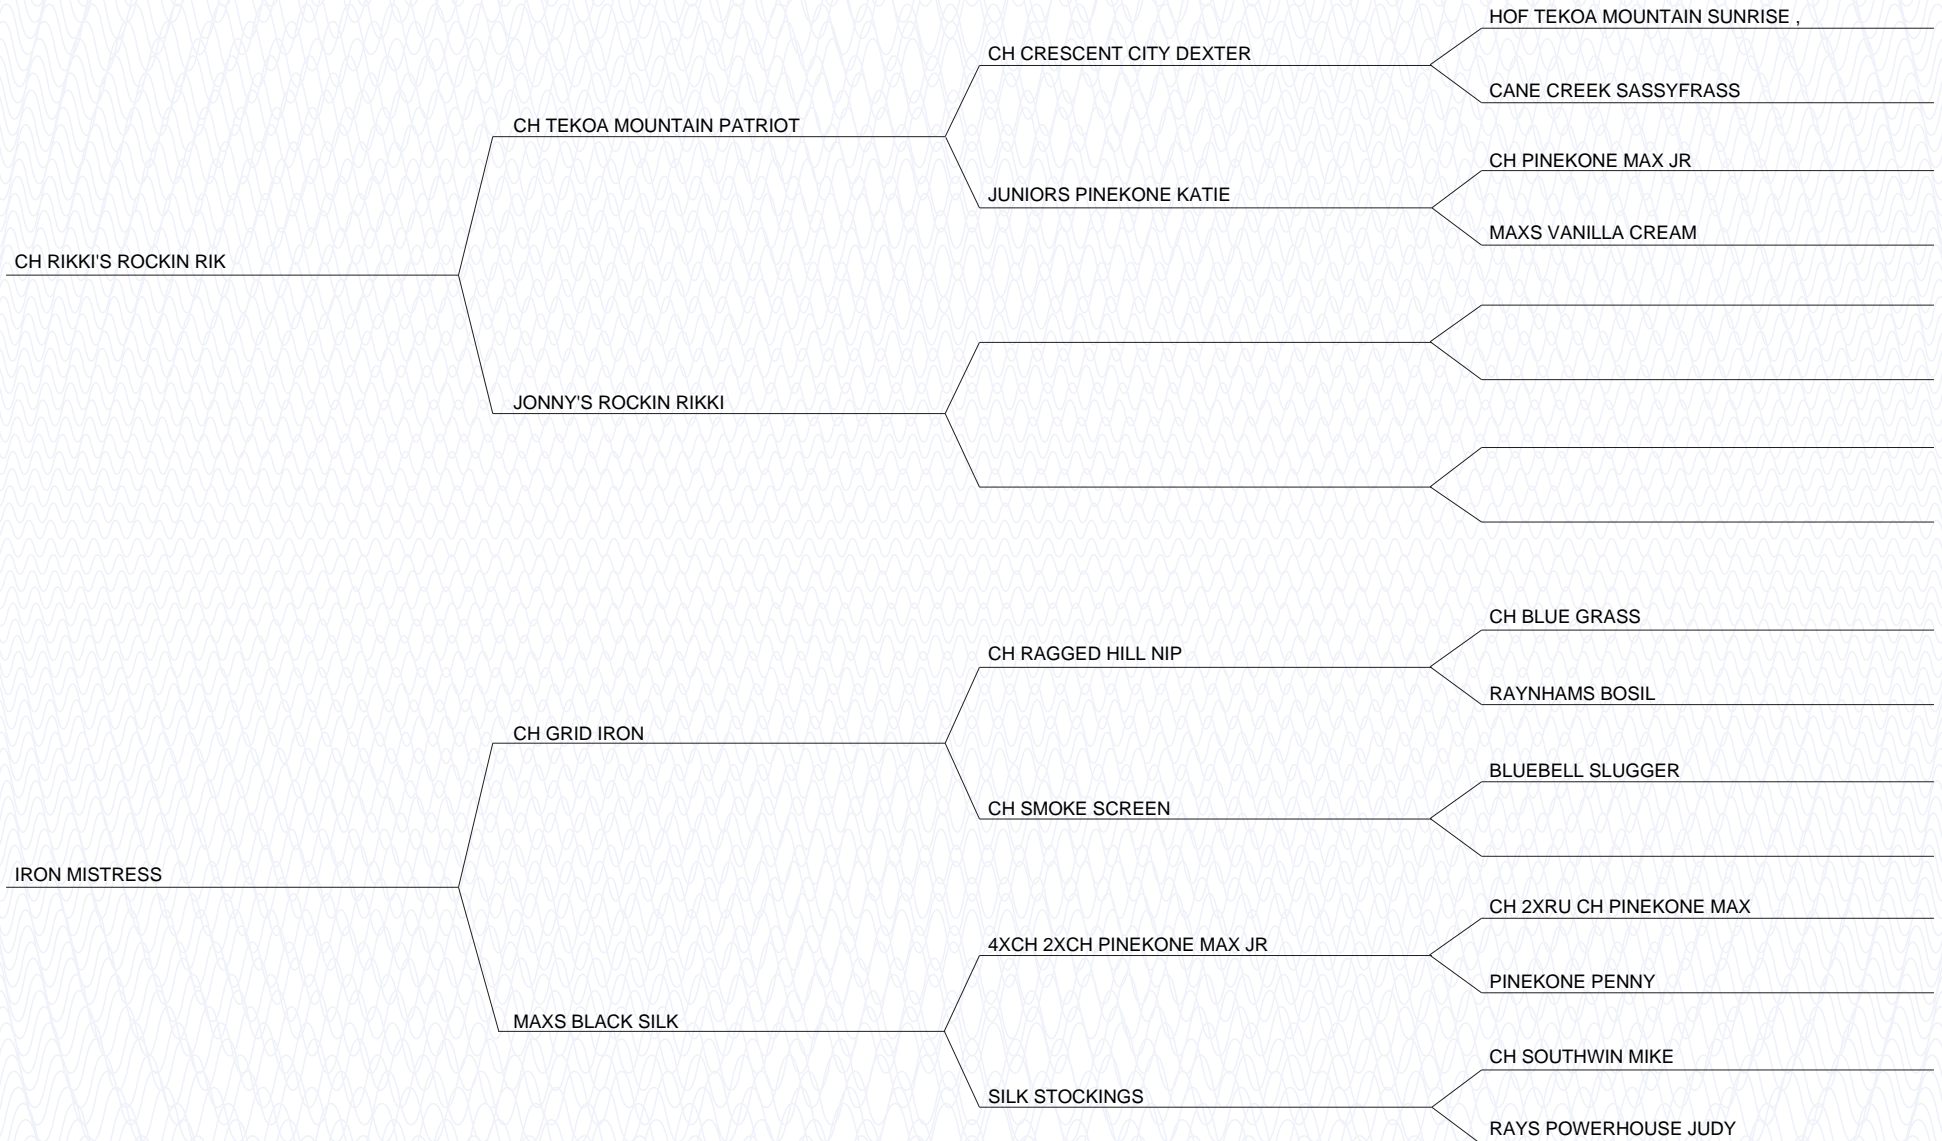 HOF TEKOA MOUNTAIN SUNRISE ,
CH CRESCENT CITY DEXTER
CANE CREEK SASSYFRASS
CH TEKOA MOUNTAIN PATRIOT
CH PINEKONE MAX JR
JUNIORS PINEKONE KATIE
MAXS VANILLA CREAM
CH RIKKI'S ROCKIN RIK
JONNY'S ROCKIN RIKKI
CH BLUE GRASS
CH RAGGED HILL NIP
RAYNHAMS BOSIL
CH GRID IRON
BLUEBELL SLUGGER
CH SMOKE SCREEN
IRON MISTRESS
CH 2XRU CH PINEKONE MAX
4XCH 2XCH PINEKONE MAX JR
PINEKONE PENNY
MAXS BLACK SILK
CH SOUTHWIN MIKE
SILK STOCKINGS
RAYS POWERHOUSE JUDY